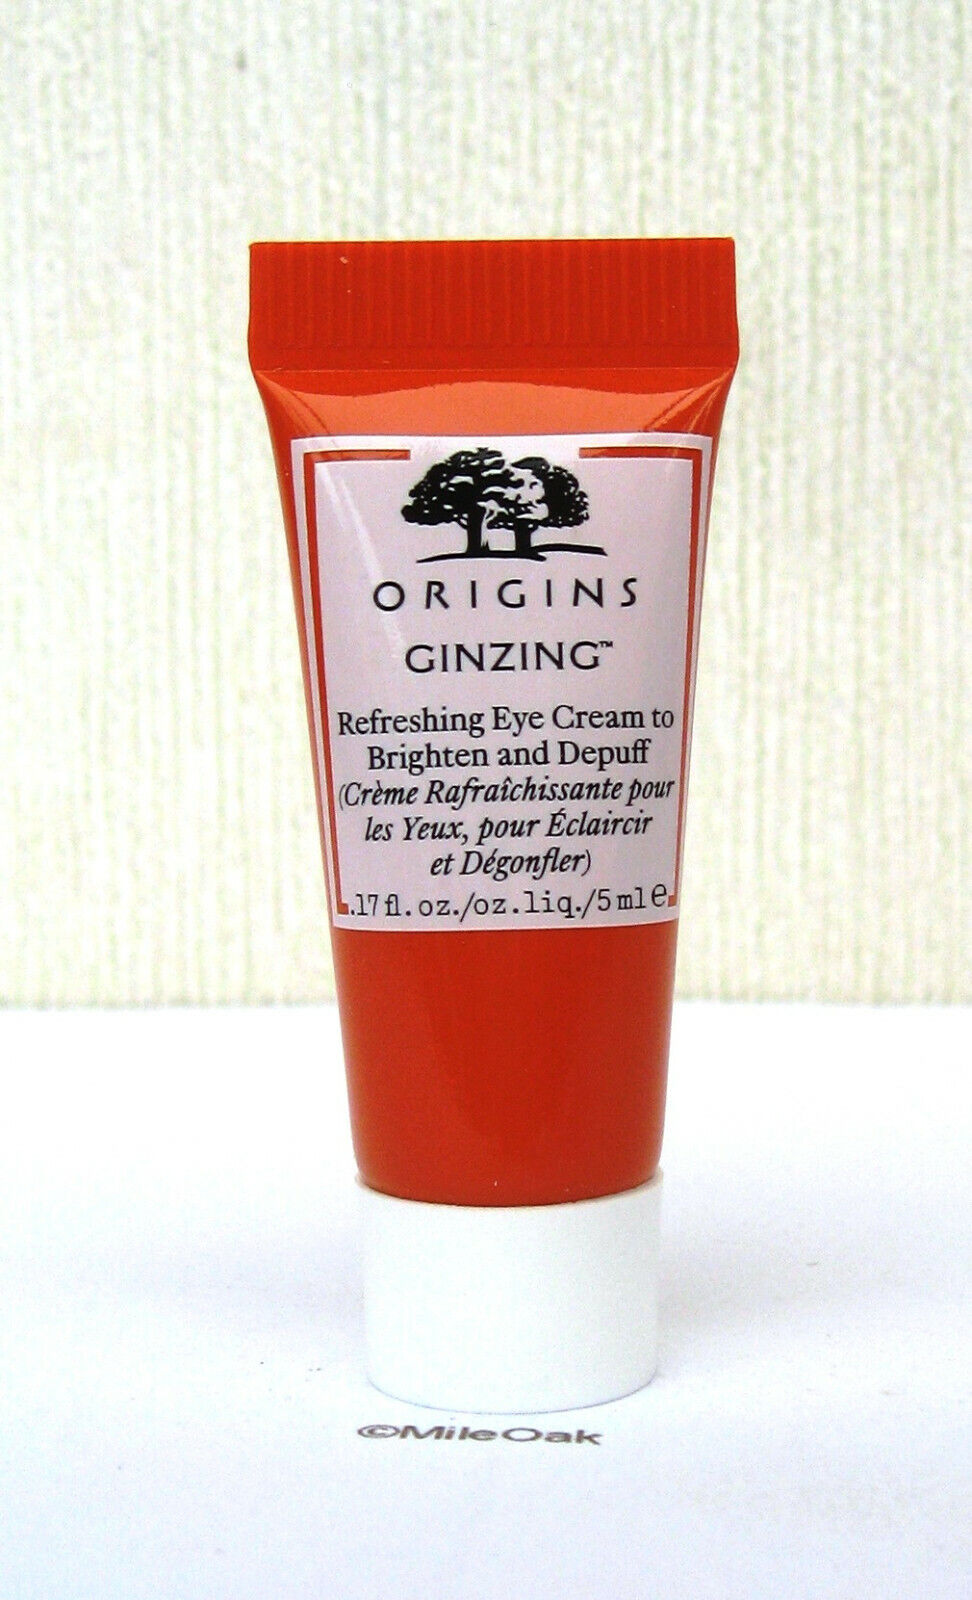 ORIGINS
GINZING™
Refreshing Eye Cream to
Brighten and Depuff
(Crème Rafraîchissante pour
les Yeux, pour Éclaircir
et Dégonfler)
.17 fl. oz./oz. liq./5 ml e
©MileOak